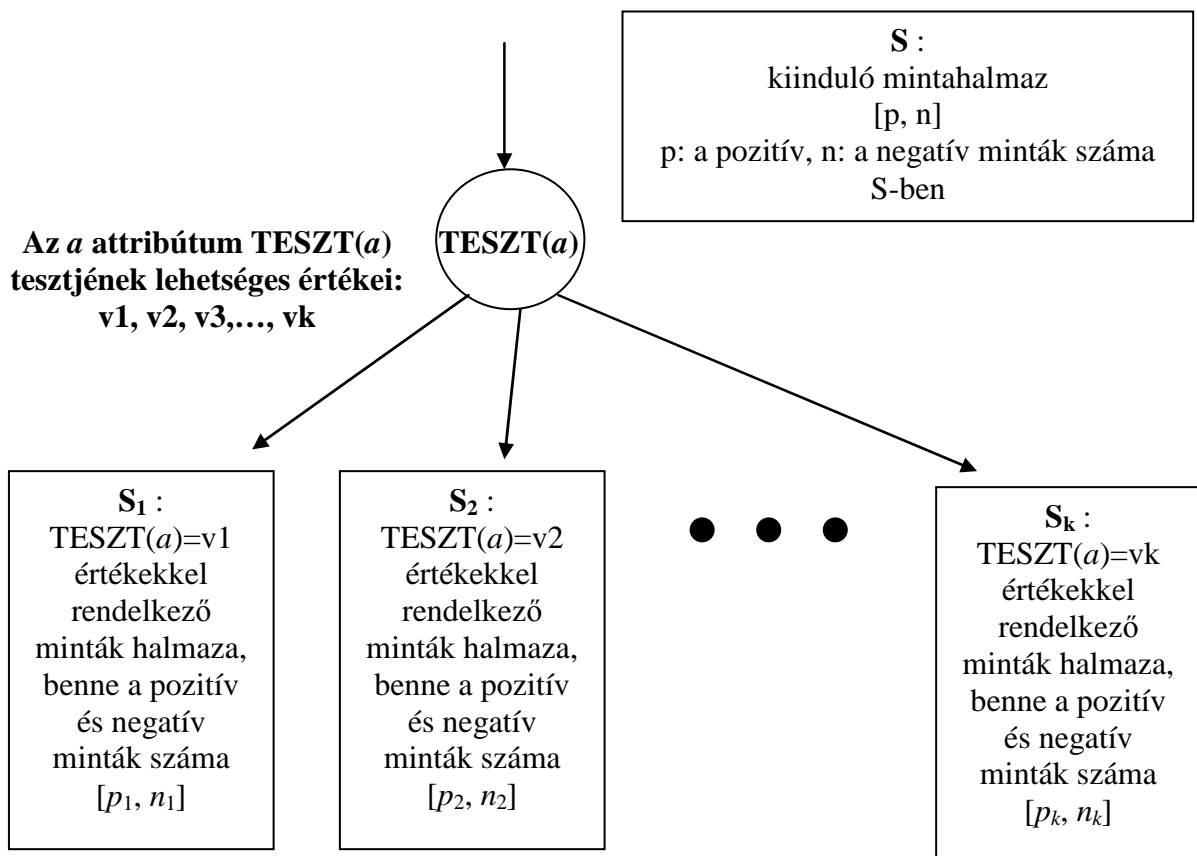 S :
kiinduló mintahalmaz
[p, n]
p: a pozitív, n: a negatív minták száma
S-ben
TESZT(a)
Az a attribútum TESZT(a)
tesztjének lehetséges értékei:
v1, v2, v3,…, vk
S₁ :
TESZT(a)=v1
értékekkel
rendelkező
minták halmaza,
benne a pozitív
és negatív
minták száma
[p₁, n₁]
S₂ :
TESZT(a)=v2
értékekkel
rendelkező
minták halmaza,
benne a pozitív
és negatív
minták száma
[p₂, n₂]
Sₖ :
TESZT(a)=vk
értékekkel
rendelkező
minták halmaza,
benne a pozitív
és negatív
minták száma
[pₖ, nₖ]